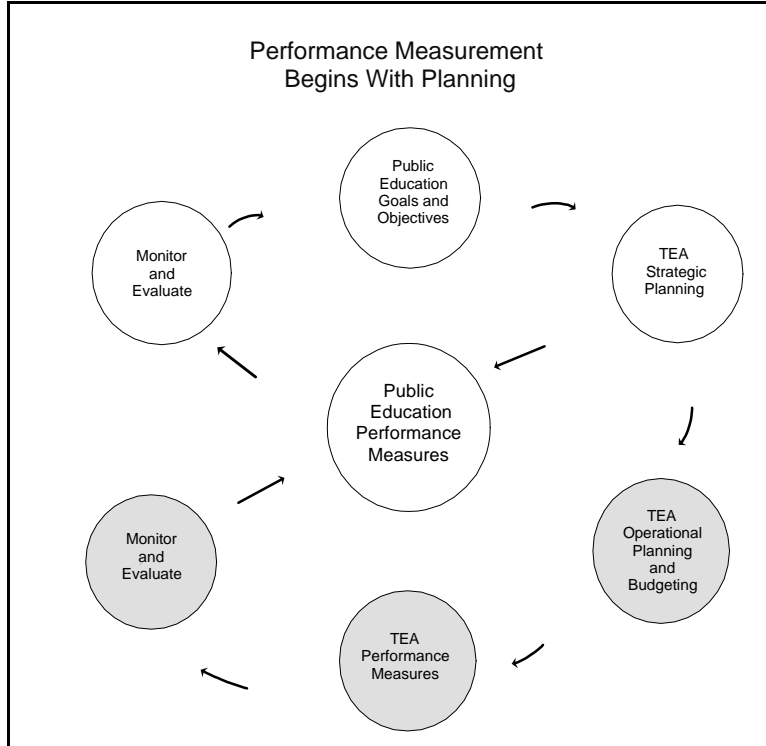 Performance Measurement
Begins With Planning
Public
Education
Goals and
Objectives
Monitor
and
Evaluate
TEA
Strategic
Planning
Public
Education
Performance
Measures
Monitor
and
Evaluate
TEA
Operational
Planning
and
Budgeting
TEA
Performance
Measures